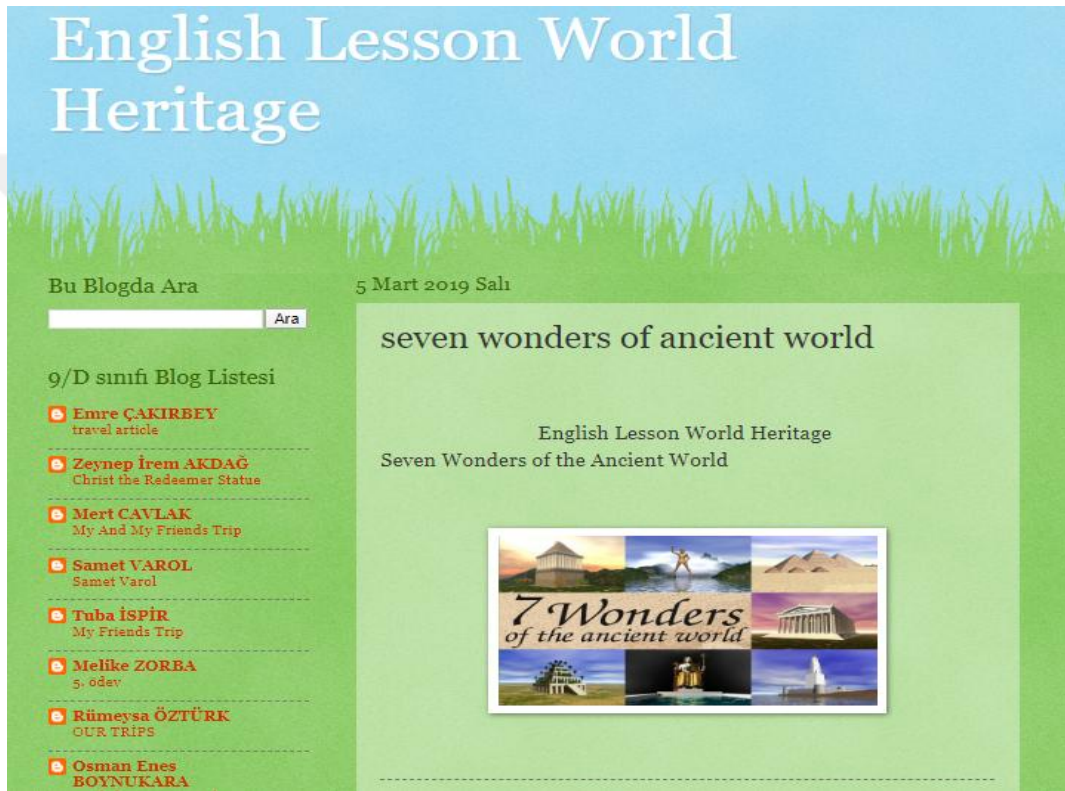 English Lesson World
Heritage
Bu Blogda Ara
Ara
9/D sınıfı Blog Listesi
Emre ÇAKIRBEY
travel article
Zeynep İrem AKDAĞ
Christ the Redeemer Statue
Mert CAVLAK
My And My Friends Trip
Samet VAROL
Samet Varol
Tuba İSPİR
My Friends Trip
Melike ZORBA
5. ödev
Rümeysa ÖZTÜRK
OUR TRİPS
Osman Enes
BOYNUKARA
5 Mart 2019 Salı
seven wonders of ancient world
English Lesson World Heritage
Seven Wonders of the Ancient World
7 Wonders
of the ancient world